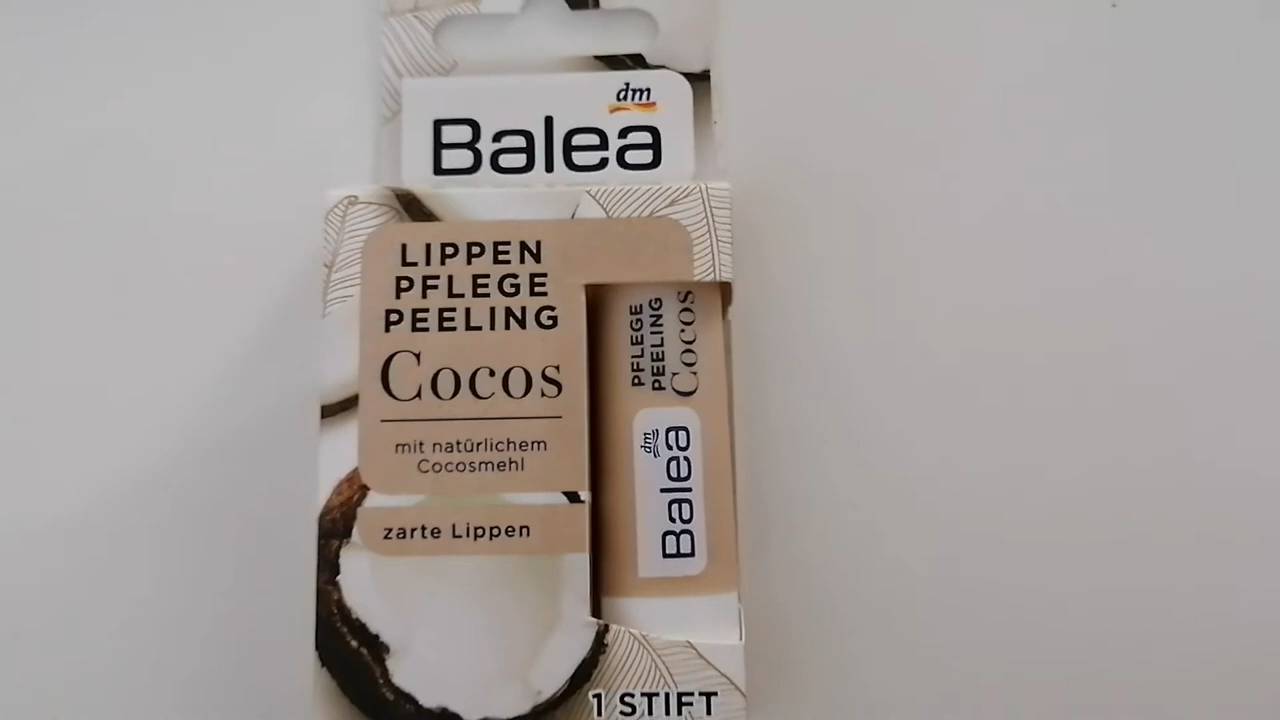 dm
Balea
LIPPEN
PFLEGE
PEELING
Cocos
mit natürlichem
Cocosmehl
zarte Lippen
PFLEGE
PEELING
Cocos
dm
Balea
1 STIFT